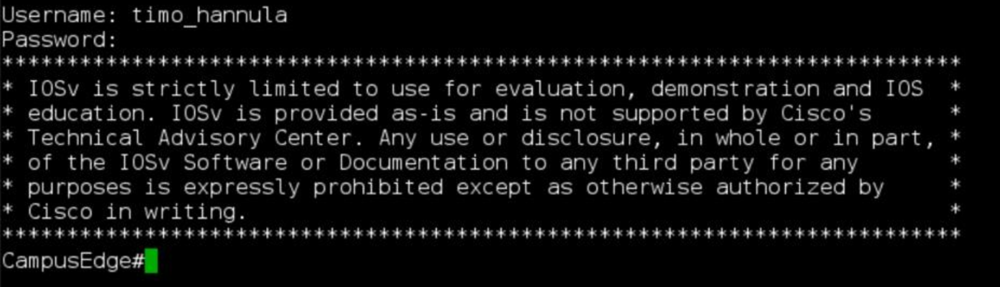 Username: timo_hannula
Password:
**************************************************************************
* IOSv is strictly limited to use for evaluation, demonstration and IOS  *
* education. IOSv is provided as-is and is not supported by Cisco's      *
* Technical Advisory Center. Any use or disclosure, in whole or in part, *
* of the IOSv Software or Documentation to any third party for any       *
* purposes is expressly prohibited except as otherwise authorized by     *
* Cisco in writing.                                                      *
**************************************************************************
CampusEdge#